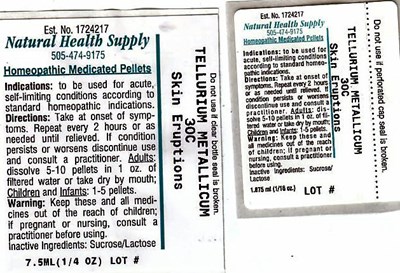 Est. No. 1724217
Natural Health Supply
505-474-9175
Homeopathic Medicated Pellets
Indications: to be used for acute,
self-limiting conditions according to
standard homeopathic indications.
Directions: Take at onset of symp-
toms. Repeat every 2 hours or as
needed until relieved. If condition
persists or worsens discontinue use
and consult a practitioner. Adults:
dissolve 5-10 pellets in 1 oz. of
filtered water or take dry by mouth;
Children and Infants: 1-5 pellets.
Warning: Keep these and all medi-
cines out of the reach of children;
if pregnant or nursing, consult a
practitioner before using.
Inactive Ingredients: Sucrose/Lactose
7.5ML(1/4 OZ) LOT #
Do not use if clear bottle seal is broken.
TELLURIUM METALLICUM
30C
Skin Eruptions
Est. No. 1724217
Natural Health Supply
505-474-9175
Homeopathic Medicated Pellets
Indications: to be used for
acute, self-limiting conditions
according to standard homeo-
pathic indications.
Directions: Take at onset of
symptoms. Repeat every 2 hours
or as needed until relieved. If
condition persists or worsens
discontinue use and consult a
practitioner. Adults: dissolve
5-10 pellets in 1 oz. of fil-
tered water or take dry by mouth;
Children and Infants: 1-5 pellets.
Warning: Keep these and all
medicines out of the reach of
children; if pregnant or
nursing, consult a practitioner
before using.
Inactive Ingredients: Sucrose/
Lactose
1.875 ml (1/16 oz.) LOT #
TELLURIUM METALLICUM
30C
Skin Eruptions
Do not use if perforated cap seal is broken.